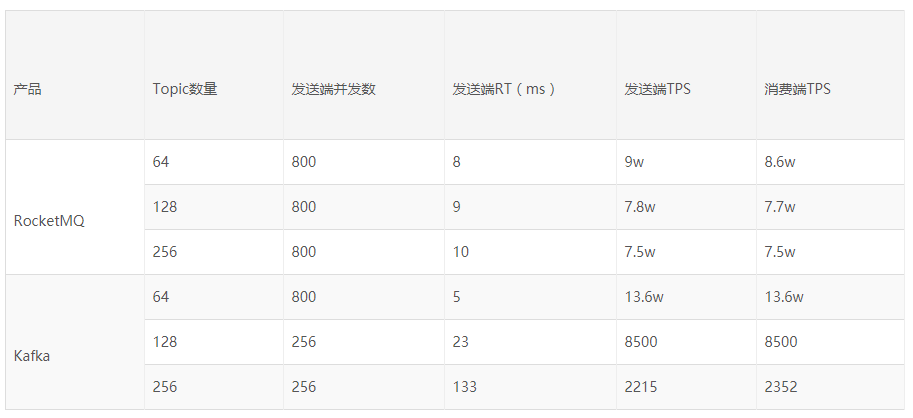 产品 Topic数量 发送端并发数 发送端RT（ms） 发送端TPS 消费端TPS
RocketMQ
64 800 8 9w 8.6w
128 800 9 7.8w 7.7w
256 800 10 7.5w 7.5w
Kafka
64 800 5 13.6w 13.6w
128 256 23 8500 8500
256 256 133 2215 2352